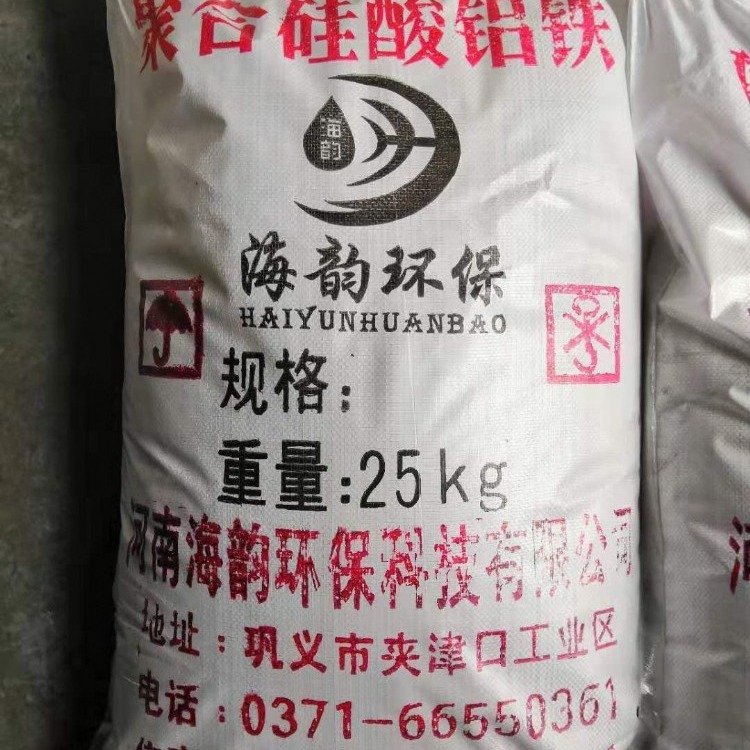 聚合硅酸铝铁
海韵
海韵环保
HAIYUNHUANBAO
规格：
重量:25kg
河南海韵环保科技有限公司
地址：巩义市夹津口工业区
电话：0371-66550361